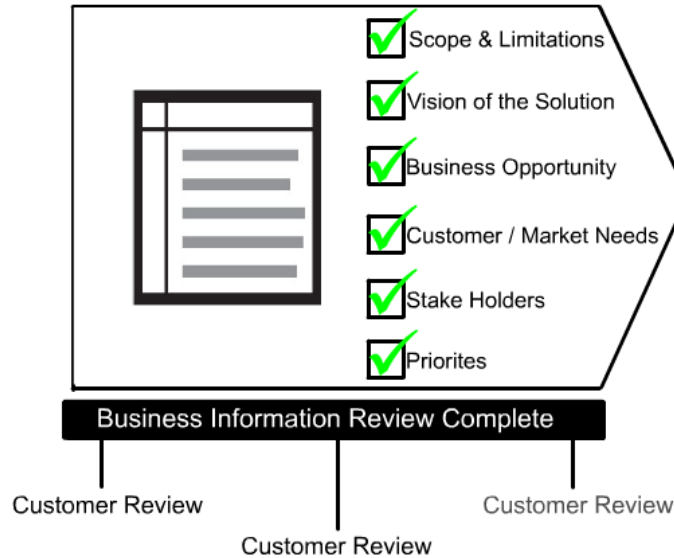 Scope & Limitations
Vision of the Solution
Business Opportunity
Customer / Market Needs
Stake Holders
Priorites
Business Information Review Complete
Customer Review
Customer Review
Customer Review